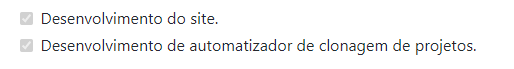 Desenvolvimento do site.
Desenvolvimento de automatizador de clonagem de projetos.